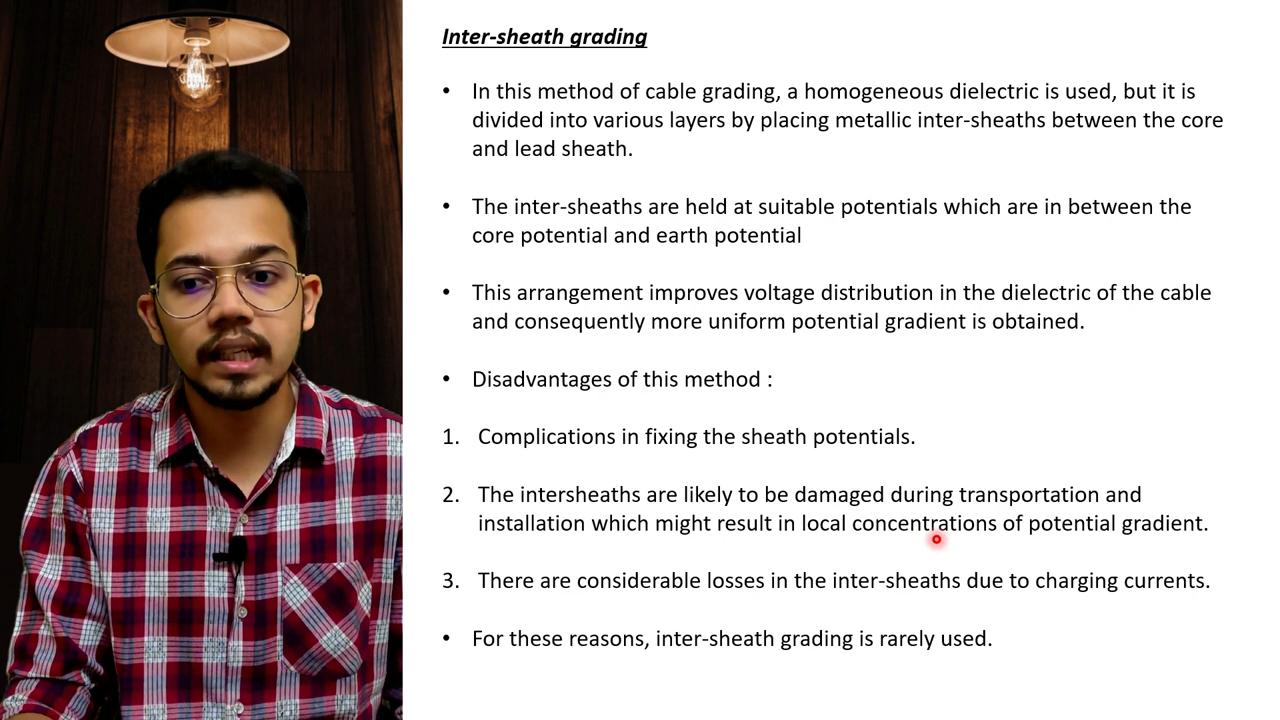 Inter-sheath grading
• In this method of cable grading, a homogeneous dielectric is used, but it is
divided into various layers by placing metallic inter-sheaths between the core
and lead sheath.
• The inter-sheaths are held at suitable potentials which are in between the
core potential and earth potential
• This arrangement improves voltage distribution in the dielectric of the cable
and consequently more uniform potential gradient is obtained.
• Disadvantages of this method :
1. Complications in fixing the sheath potentials.
2. The intersheaths are likely to be damaged during transportation and
installation which might result in local concentrations of potential gradient.
3. There are considerable losses in the inter-sheaths due to charging currents.
• For these reasons, inter-sheath grading is rarely used.